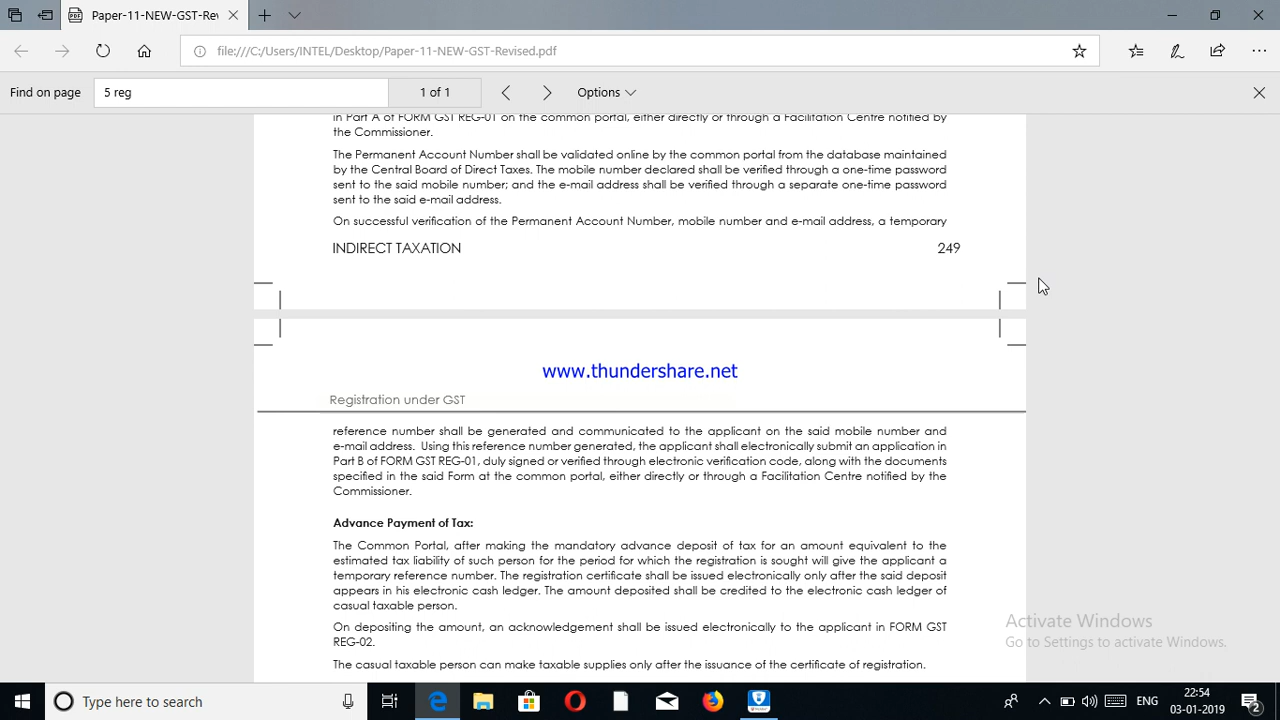 Paper-11-NEW-GST-Rev
file:///C:/Users/INTEL/Desktop/Paper-11-NEW-GST-Revised.pdf
Find on page
5 reg
1 of 1
Options
in Part A of FORM GST REG-01 on the common portal, either directly or through a Facilitation Centre notified by
the Commissioner.
The Permanent Account Number shall be validated online by the common portal from the database maintained
by the Central Board of Direct Taxes. The mobile number declared shall be verified through a one-time password
sent to the said mobile number; and the e-mail address shall be verified through a separate one-time password
sent to the said e-mail address.
On successful verification of the Permanent Account Number, mobile number and e-mail address, a temporary
INDIRECT TAXATION 249
www.thundershare.net
Registration under GST
reference number shall be generated and communicated to the applicant on the said mobile number and
e-mail address. Using this reference number generated, the applicant shall electronically submit an application in
Part B of FORM GST REG-01, duly signed or verified through electronic verification code, along with the documents
specified in the said Form at the common portal, either directly or through a Facilitation Centre notified by the
Commissioner.
Advance Payment of Tax:
The Common Portal, after making the mandatory advance deposit of tax for an amount equivalent to the
estimated tax liability of such person for the period for which the registration is sought will give the applicant a
temporary reference number. The registration certificate shall be issued electronically only after the said deposit
appears in his electronic cash ledger. The amount deposited shall be credited to the electronic cash ledger of
casual taxable person.
On depositing the amount, an acknowledgement shall be issued electronically to the applicant in FORM GST
REG-02.
The casual taxable person can make taxable supplies only after the issuance of the certificate of registration.
Activate Windows
Go to Settings to activate Windows.
Type here to search
ENG
22:54
03-01-2019
2